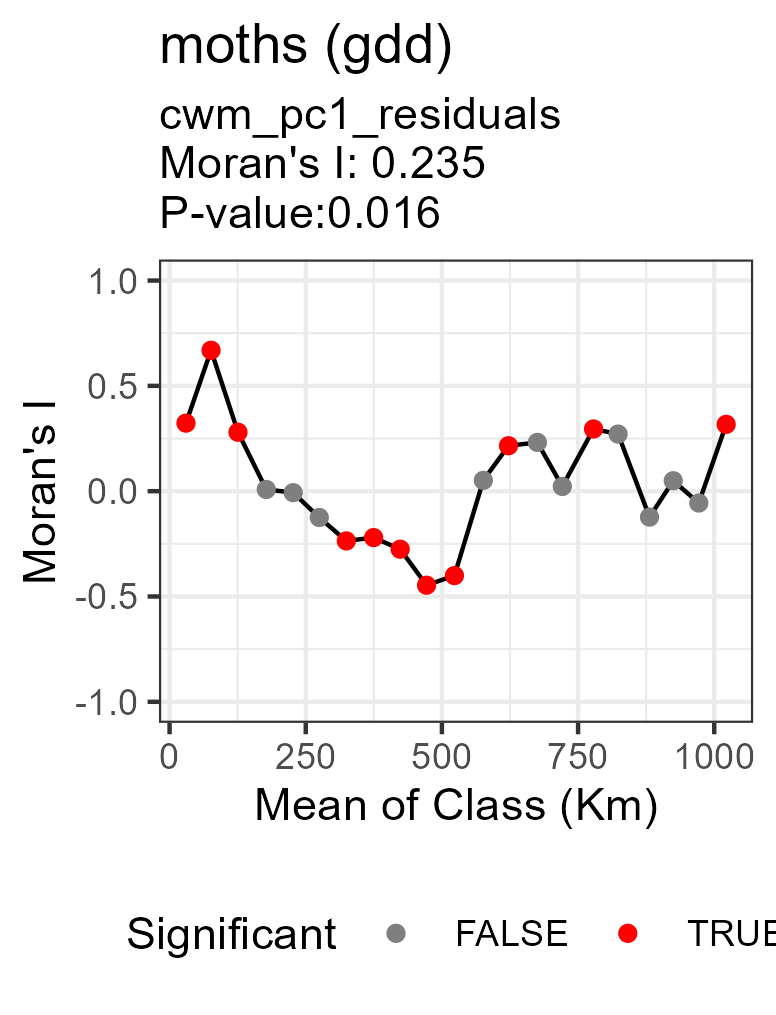 moths (gdd)
cwm_pc1_residuals
Moran's I: 0.235
P-value:0.016
1.0
0.5
0.0
-0.5
-1.0
Moran's I
0 250 500 750 1000
Mean of Class (Km)
Significant FALSE TRUE